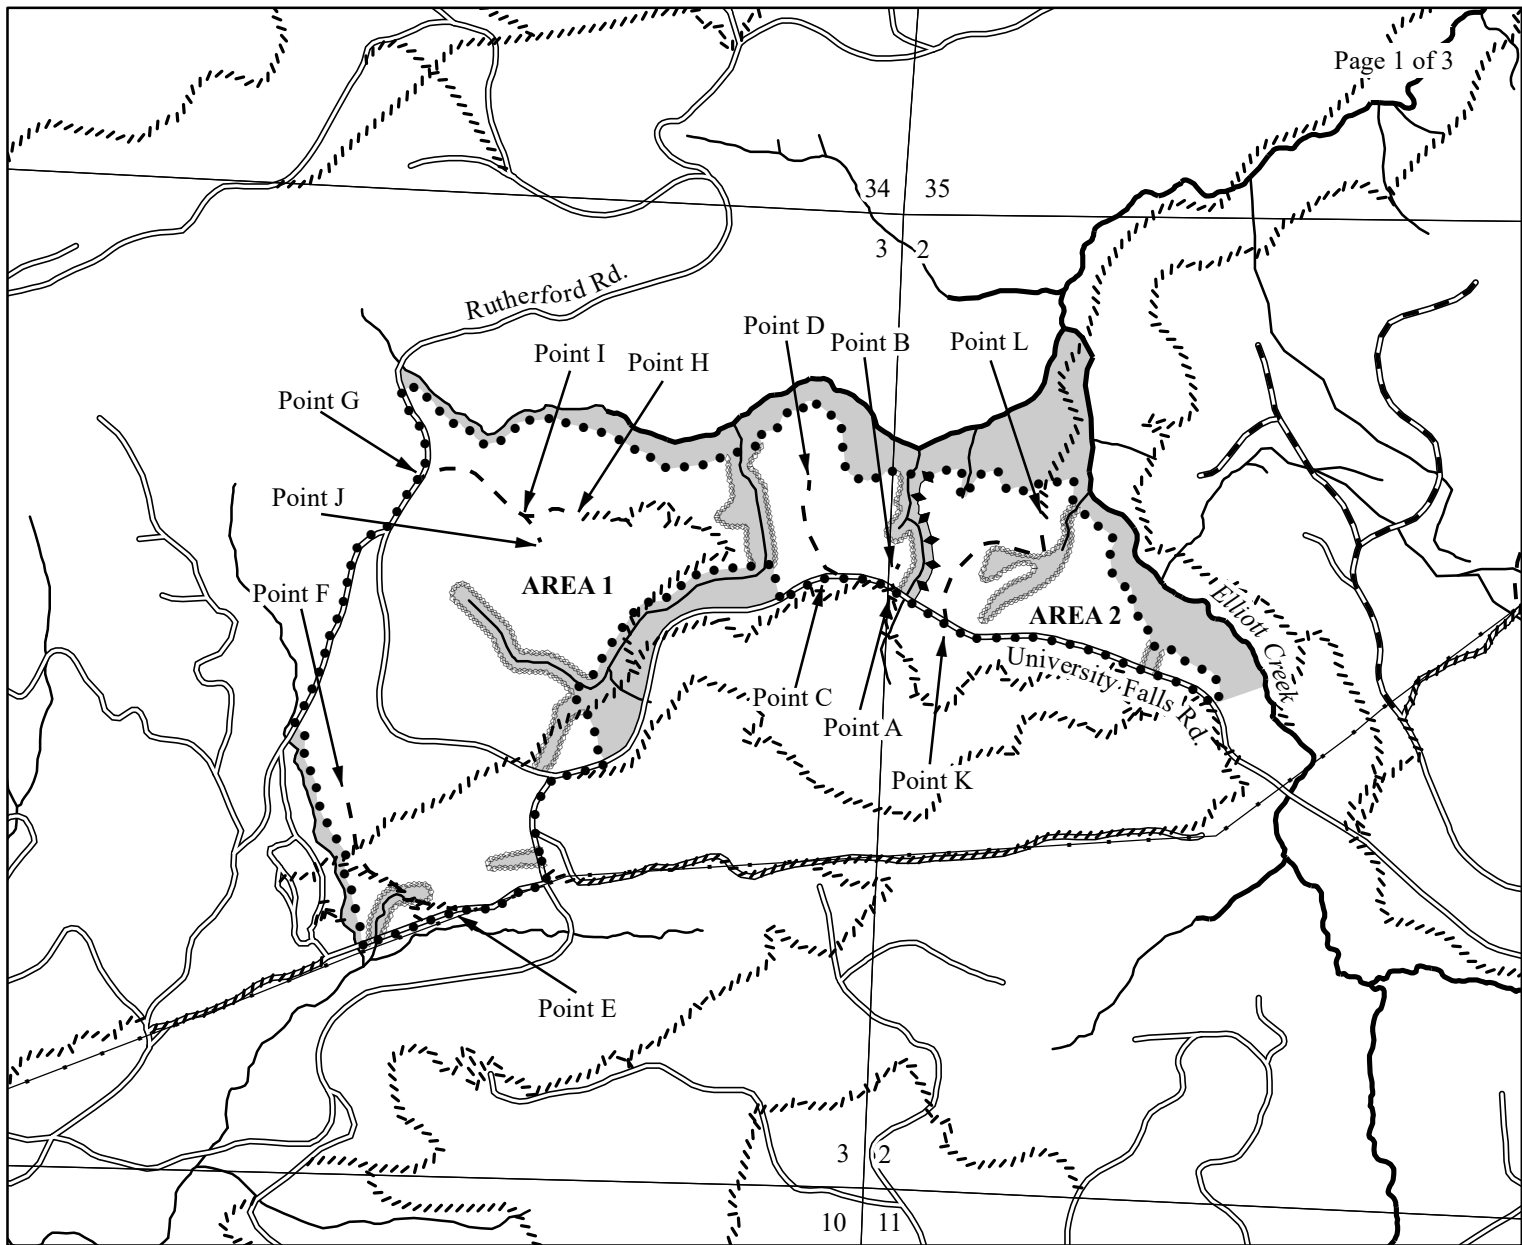 Page 1 of 3
34 35
3 2
Rutherford Rd.
Point D
Point B
Point L
Point I
Point H
Point G
Point J
AREA 1
Point F
AREA 2
Elliott Creek
University Falls Rd.
Point C
Point A
Point K
Point E
3 2
10 11